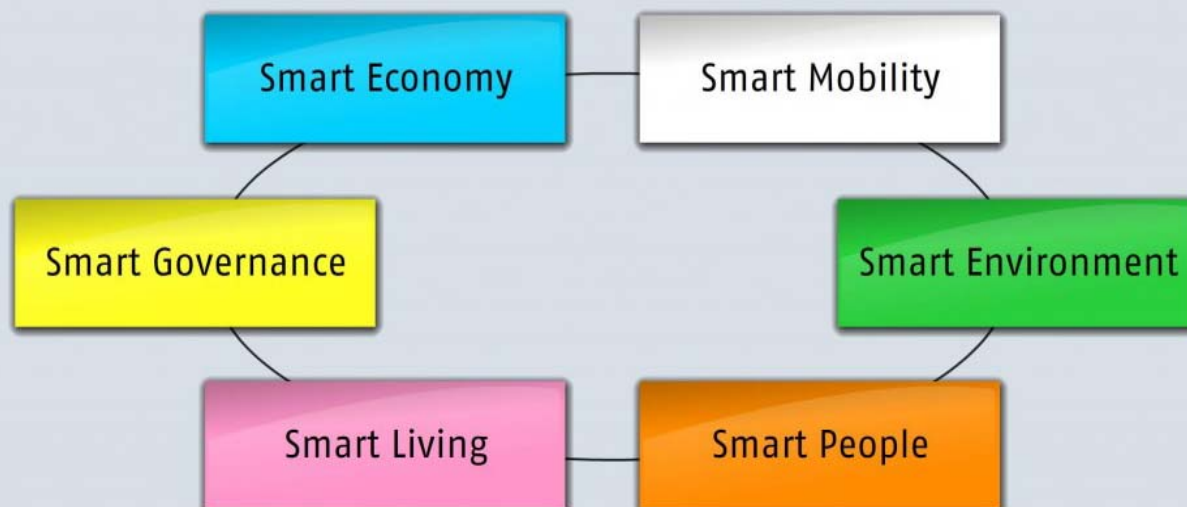 Smart Economy
Smart Mobility
Smart Governance
Smart Environment
Smart Living
Smart People